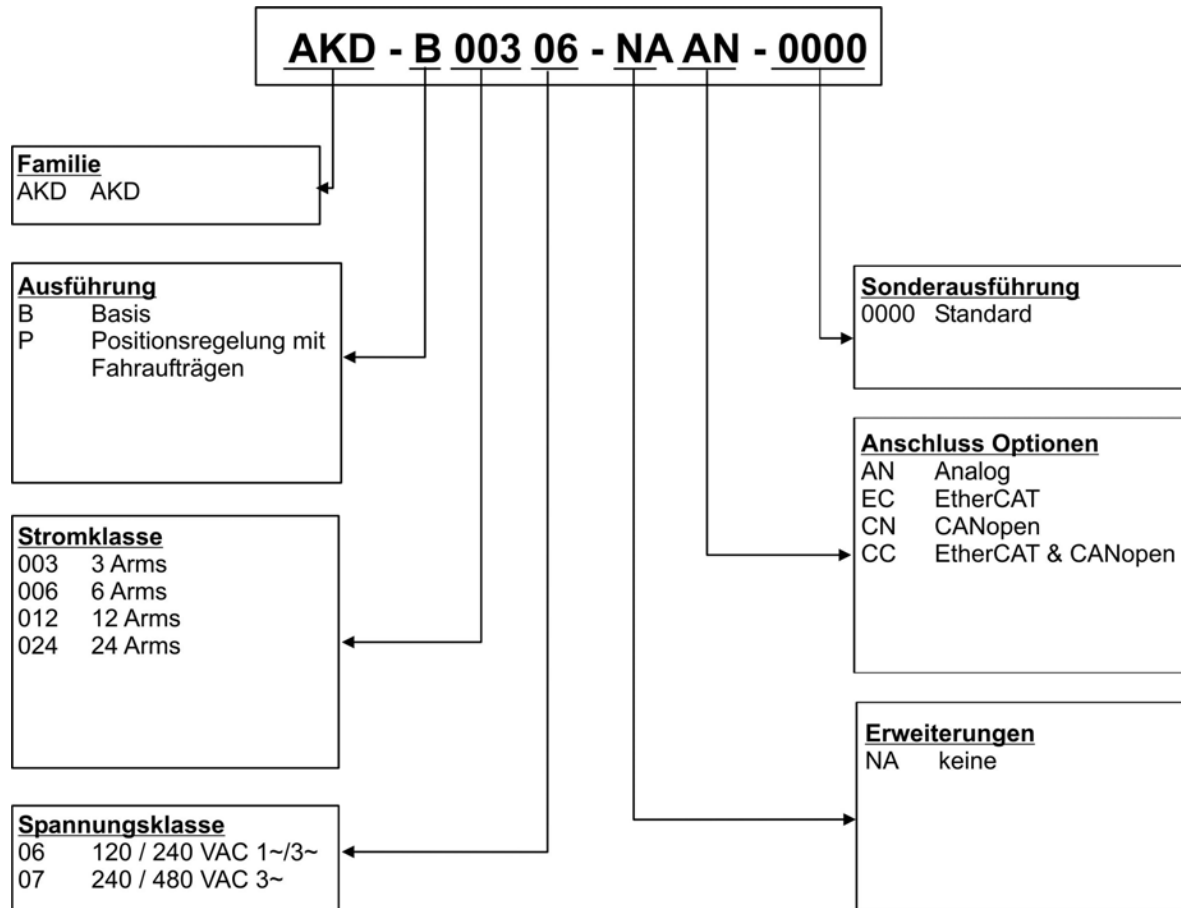 AKD - B 003 06 - NA AN - 0000
Familie
AKD AKD
Ausführung
B Basis
P Positionsregelung mit
Fahraufträgen
Stromklasse
003 3 Arms
006 6 Arms
012 12 Arms
024 24 Arms
Spannungsklasse
06 120 / 240 VAC 1~/3~
07 240 / 480 VAC 3~
Sonderausführung
0000 Standard
Anschluss Optionen
AN Analog
EC EtherCAT
CN CANopen
CC EtherCAT & CANopen
Erweiterungen
NA keine